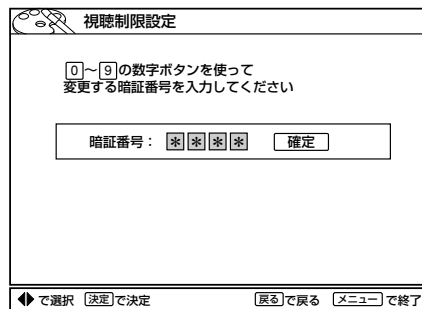 視聴制限設定
0〜9の数字ボタンを使って
変更する暗証番号を入力してください
暗証番号： ＊＊＊＊ 確定
で選択 決定で決定 戻るで戻る メニューで終了